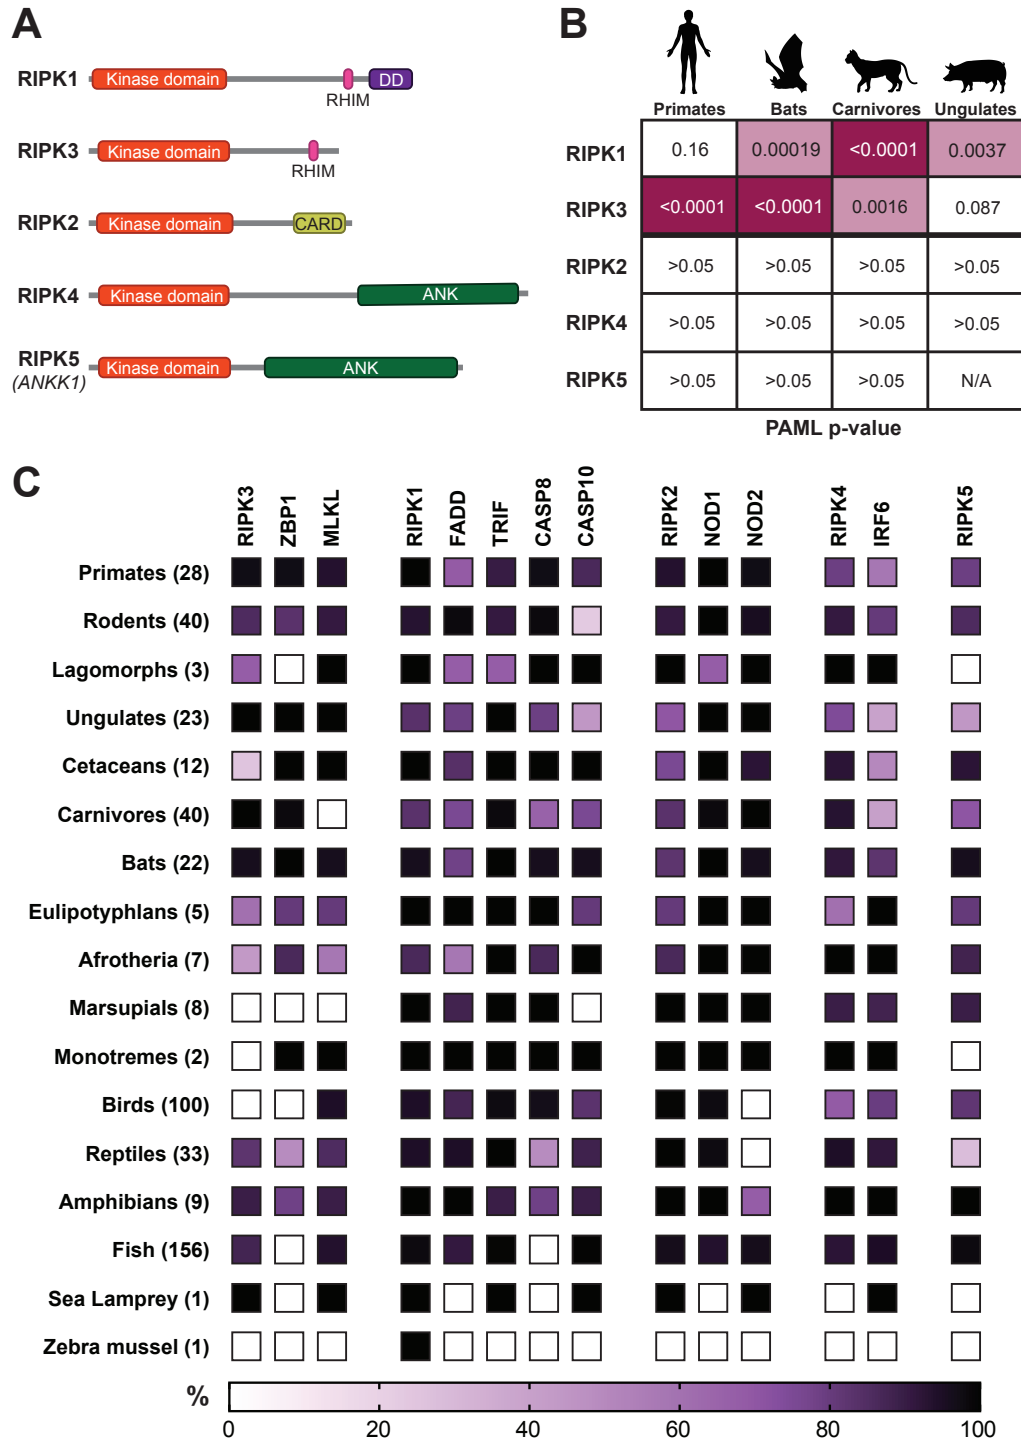 A
RIPK1
Kinase domain
DD
RHIM
RIPK3
Kinase domain
RHIM
RIPK2
Kinase domain
CARD
RIPK4
Kinase domain
ANK
RIPK5
(ANKK1)
Kinase domain
ANK
B
Primates Bats Carnivores Ungulates
RIPK1 0.16 0.00019 <0.0001 0.0037
RIPK3 <0.0001 <0.0001 0.0016 0.087
RIPK2 >0.05 >0.05 >0.05 >0.05
RIPK4 >0.05 >0.05 >0.05 >0.05
RIPK5 >0.05 >0.05 >0.05 N/A
PAML p-value
C
RIPK3 ZBP1 MLKL RIPK1 FADD TRIF CASP8 CASP10 RIPK2 NOD1 NOD2 RIPK4 IRF6 RIPK5
Primates (28)
Rodents (40)
Lagomorphs (3)
Ungulates (23)
Cetaceans (12)
Carnivores (40)
Bats (22)
Eulipotyphlans (5)
Afrotheria (7)
Marsupials (8)
Monotremes (2)
Birds (100)
Reptiles (33)
Amphibians (9)
Fish (156)
Sea Lamprey (1)
Zebra mussel (1)
%
0 20 40 60 80 100